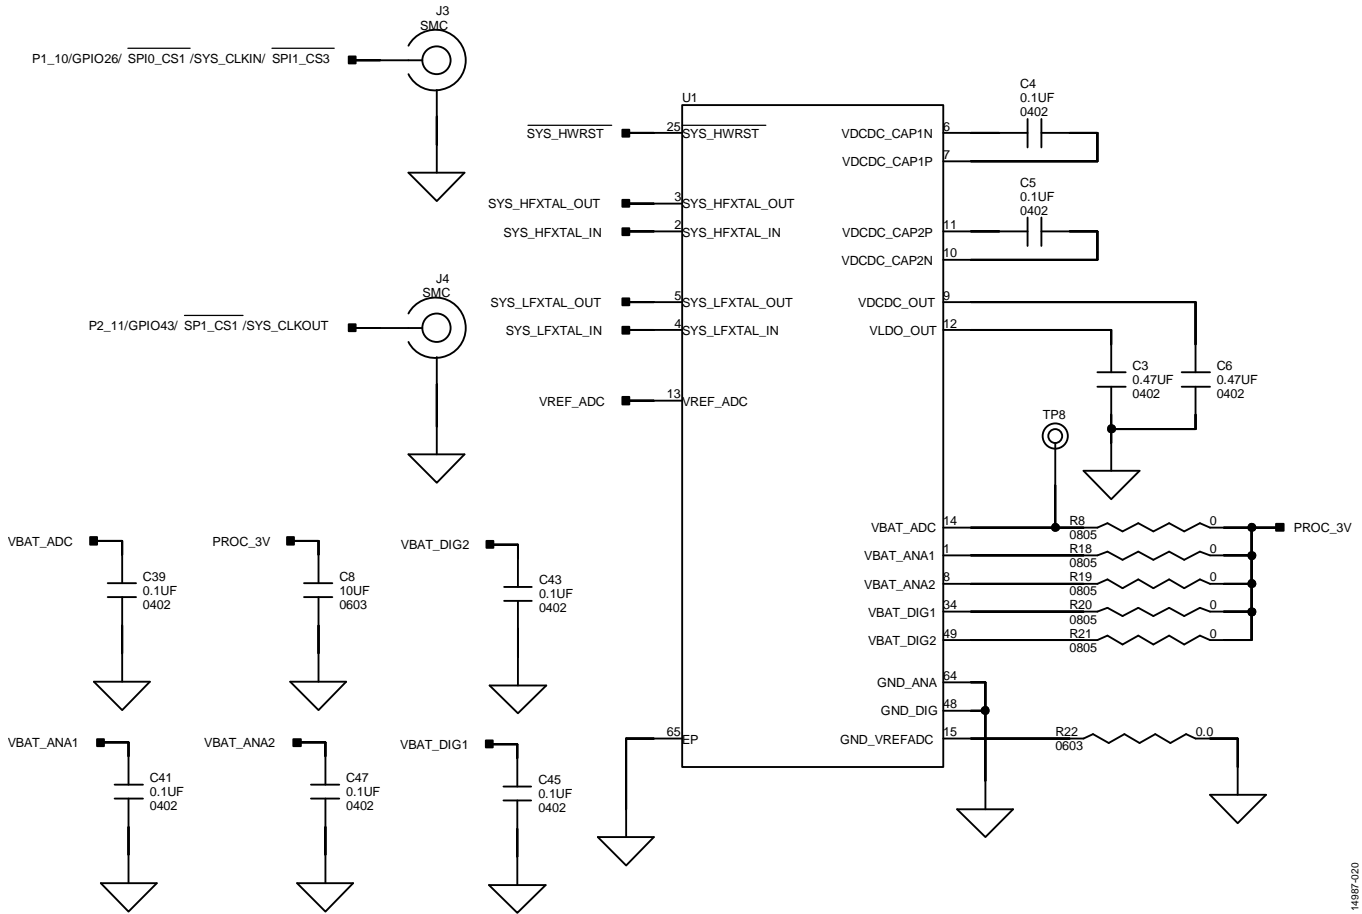 J3
SMC
P1_10/GPIO26/ SPI0_CS1 /SYS_CLKIN/ SPI1_CS3
J4
SMC
P2_11/GPIO43/ SP1_CS1 /SYS_CLKOUT
U1
SYS_HWRST 25 SYS_HWRST
SYS_HFXTAL_OUT 3 SYS_HFXTAL_OUT
SYS_HFXTAL_IN 2 SYS_HFXTAL_IN
SYS_LFXTAL_OUT 5 SYS_LFXTAL_OUT
SYS_LFXTAL_IN 4 SYS_LFXTAL_IN
VREF_ADC 13 VREF_ADC
65 EP
VDCDC_CAP1N 6
VDCDC_CAP1P 7
C4
0.1UF
0402
VDCDC_CAP2P 11
VDCDC_CAP2N 10
C5
0.1UF
0402
VDCDC_OUT 9
VLDO_OUT 12
C3
0.47UF
0402
C6
0.47UF
0402
TP8
VBAT_ADC 14 R8 0 PROC_3V
0805
VBAT_ANA1 1 R18 0
0805
VBAT_ANA2 8 R19 0
0805
VBAT_DIG1 34 R20 0
0805
VBAT_DIG2 49 R21 0
0805
GND_ANA 64
GND_DIG 48
GND_VREFADC 15 R22 0.0
0603
VBAT_ADC
C39
0.1UF
0402
PROC_3V
C8
10UF
0603
VBAT_DIG2
C43
0.1UF
0402
VBAT_ANA1
C41
0.1UF
0402
VBAT_ANA2
C47
0.1UF
0402
VBAT_DIG1
C45
0.1UF
0402
14987-020